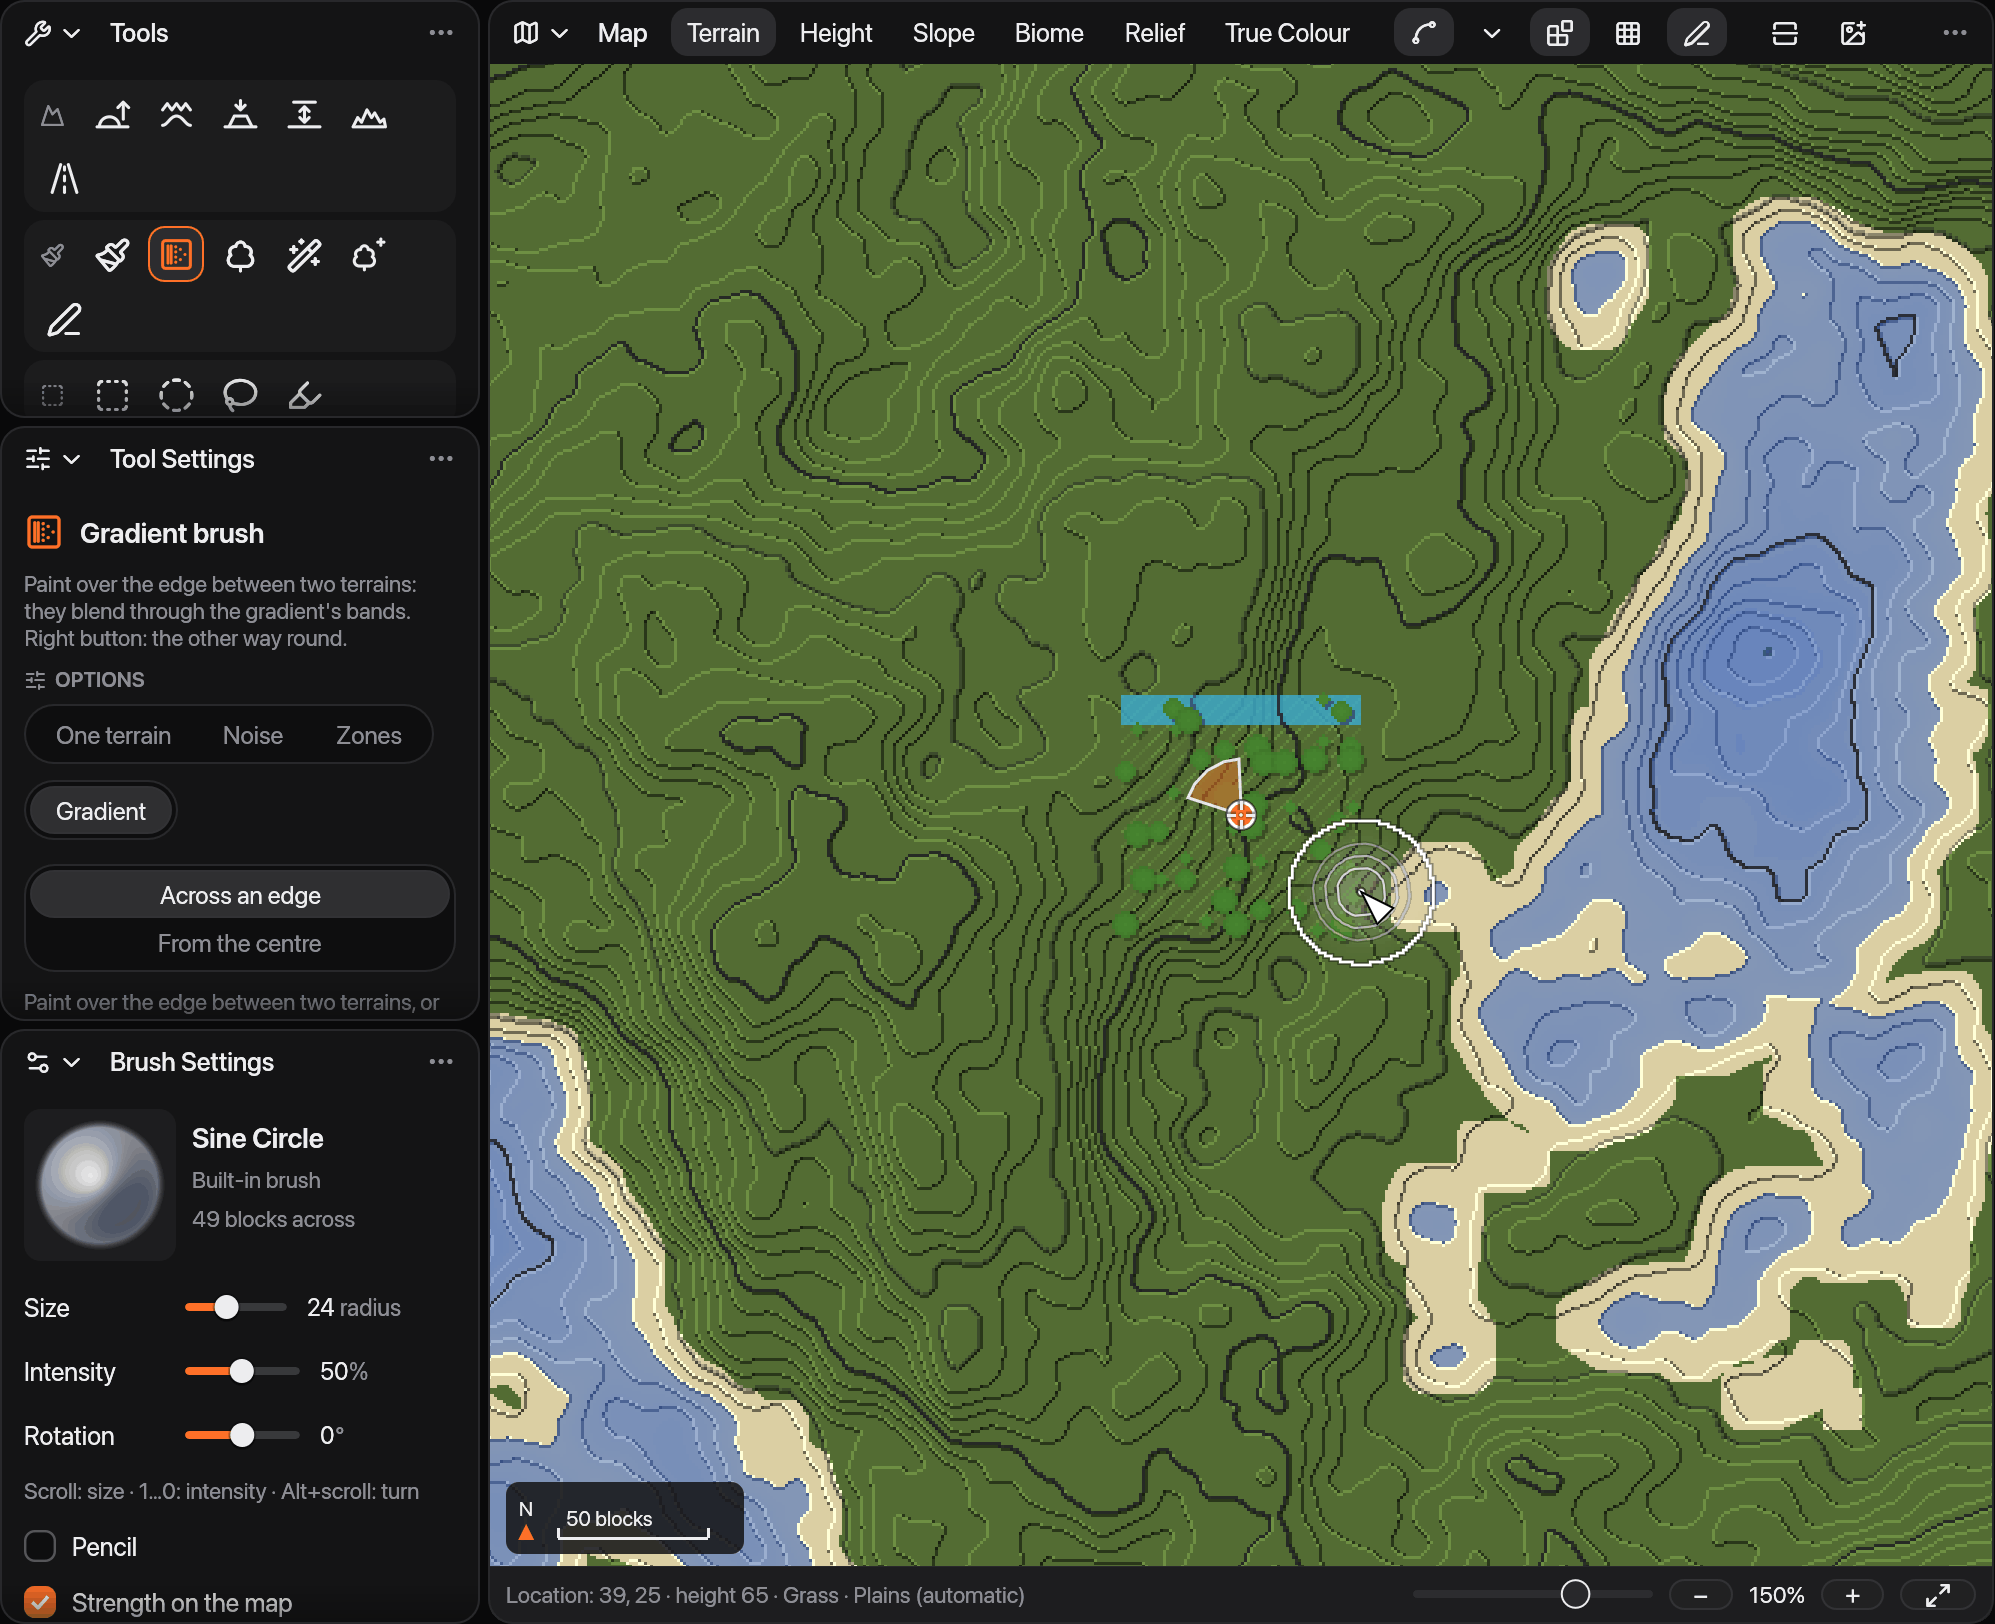 Tools
Map
Terrain
Height
Slope
Biome
Relief
True Colour
Tool Settings
Gradient brush
Paint over the edge between two terrains:
they blend through the gradient's bands.
Right button: the other way round.
OPTIONS
One terrain
Noise
Zones
Gradient
Across an edge
From the centre
Paint over the edge between two terrains, or
Brush Settings
Sine Circle
Built-in brush
49 blocks across
Size
24 radius
Intensity
50%
Rotation
0°
Scroll: size · 1...0: intensity · Alt+scroll: turn
Pencil
Strength on the map
N
50 blocks
Location: 39, 25 · height 65 · Grass · Plains (automatic)
150%